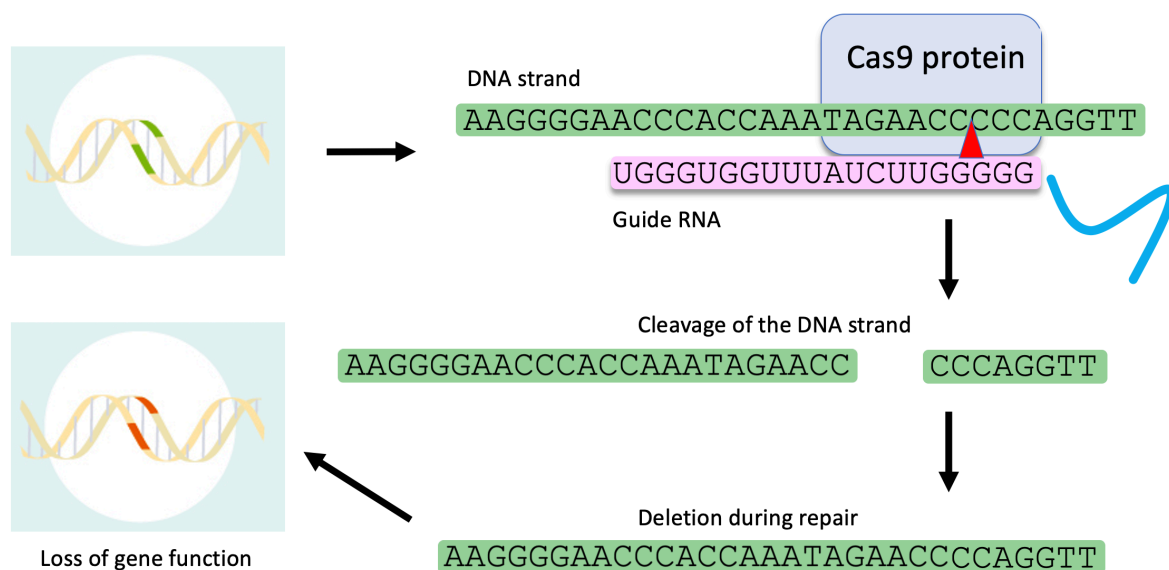 Cas9 protein
DNA strand
AAGGGGAACCCACCAAATAGAACCCCCAGGTT
UGGGUGGUUUAUCUUGGGGG
Guide RNA
Cleavage of the DNA strand
AAGGGGAACCCACCAAATAGAACC
CCCAGGTT
Deletion during repair
AAGGGGAACCCACCAAATAGAACCCCAGGTT
Loss of gene function